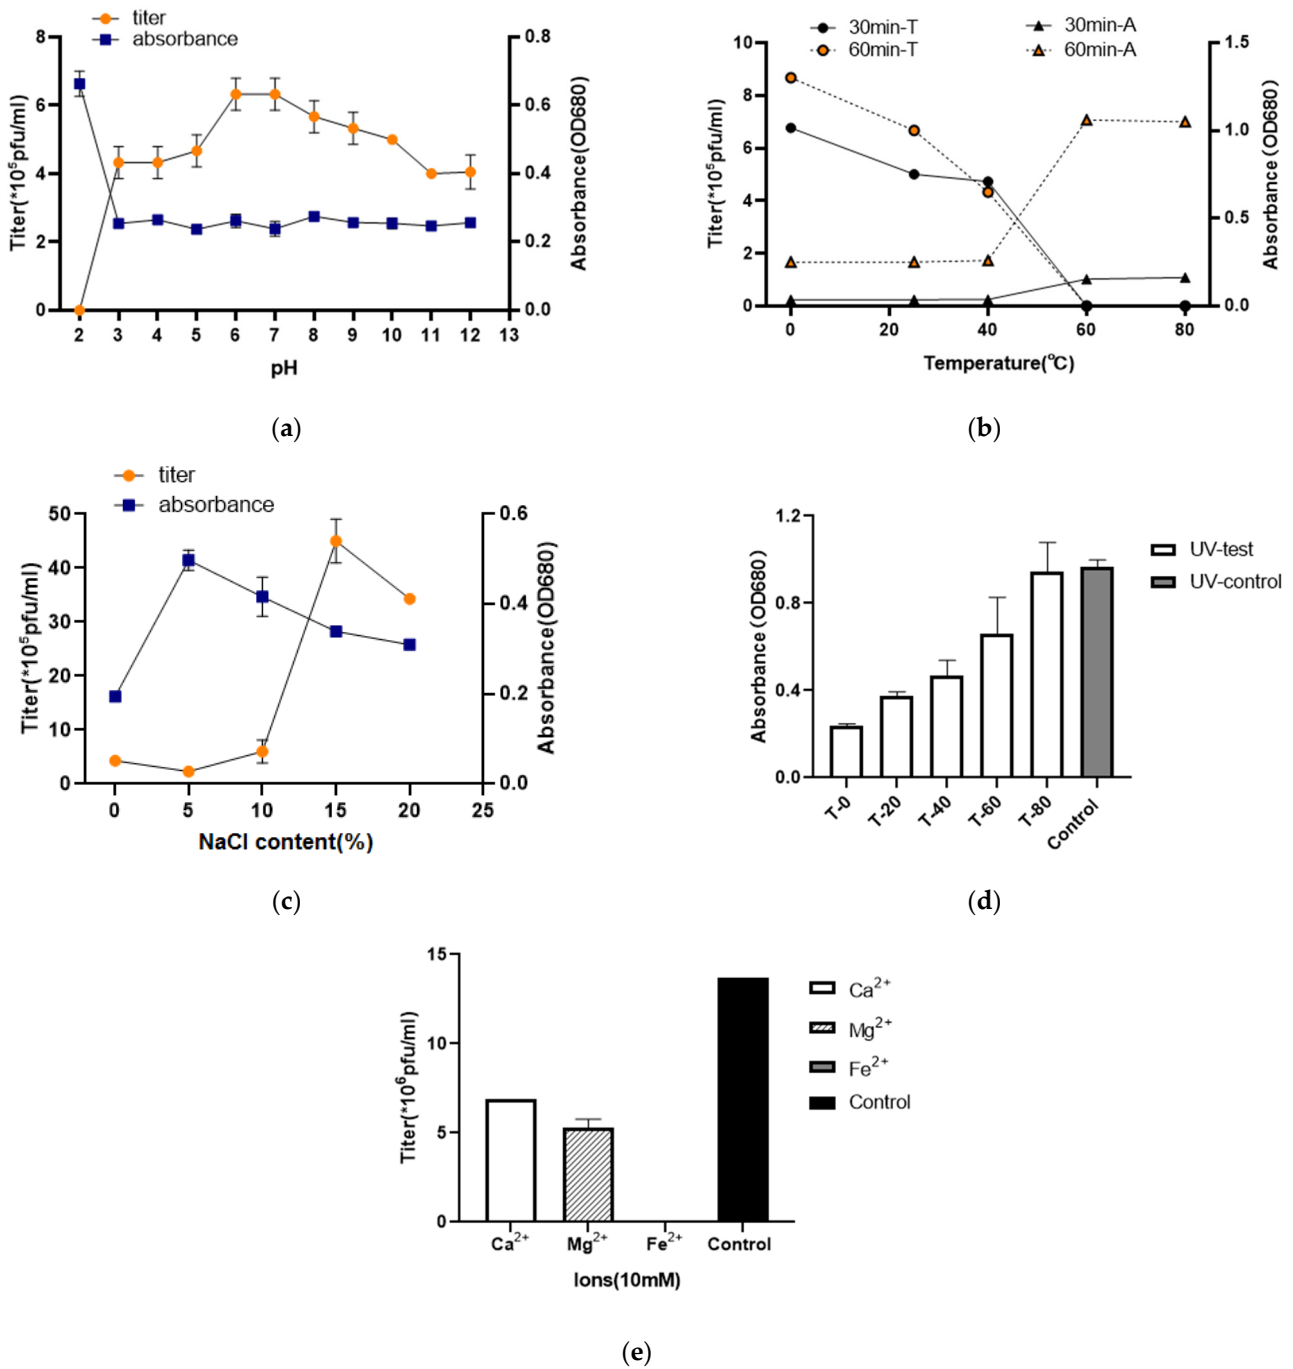 titer
absorbance
8
6
4
2
0
Titer(*10⁵pfu/ml)
0.8
0.6
0.4
0.2
0.0
Absorbance(OD680)
2 3 4 5 6 7 8 9 10 11 12 13
pH
(a)
30min-T
60min-T
30min-A
60min-A
10
8
6
4
2
0
Titer(*10⁵pfu/ml)
1.5
1.0
0.5
0.0
Absorbance(OD680)
0 20 40 60 80
Temperature(°C)
(b)
titer
absorbance
50
40
30
20
10
0
Titer(*10⁵pfu/ml)
0.6
0.4
0.2
0.0
Absorbance(OD680)
0 5 10 15 20 25
NaCl content(%)
(c)
1.2
0.8
0.4
0.0
Absorbance(OD680)
T-0 T-20 T-40 T-60 T-80 Control
UV-test
UV-control
(d)
15
10
5
0
Titer(*10⁶pfu/ml)
Ca²⁺ Mg²⁺ Fe²⁺ Control
Ions(10mM)
Ca²⁺
Mg²⁺
Fe²⁺
Control
(e)